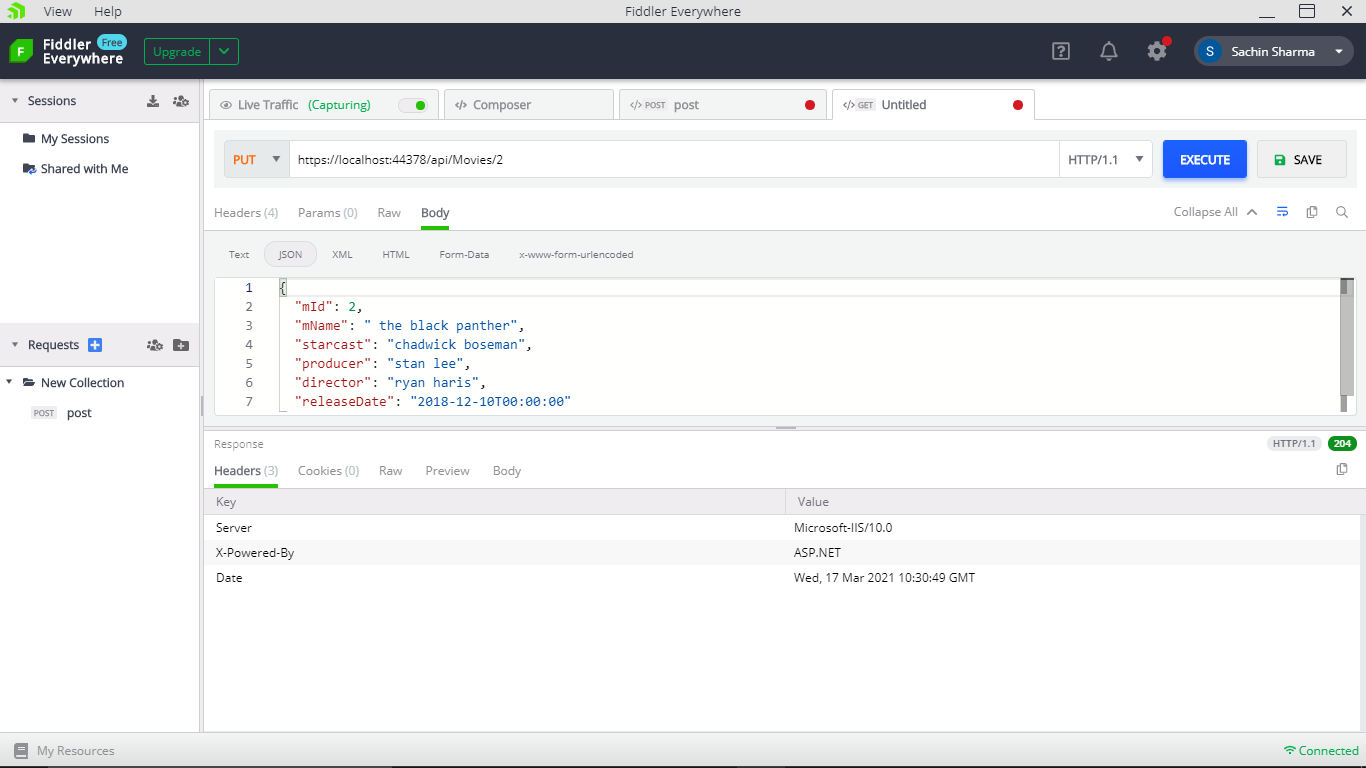 View Help Fiddler Everywhere
F Fiddler Everywhere Free Upgrade ? S Sachin Sharma
Sessions
My Sessions
Shared with Me
Requests
New Collection
POST post
Live Traffic (Capturing) </> Composer </> POST post </> GET Untitled
PUT https://localhost:44378/api/Movies/2 HTTP/1.1 EXECUTE SAVE
Headers (4) Params (0) Raw Body Collapse All
Text JSON XML HTML Form-Data x-www-form-urlencoded
1 {
2 "mId": 2,
3 "mName": " the black panther",
4 "starcast": "chadwick boseman",
5 "producer": "stan lee",
6 "director": "ryan haris",
7 "releaseDate": "2018-12-10T00:00:00"
Response HTTP/1.1 204
Headers (3) Cookies (0) Raw Preview Body
Key Value
Server Microsoft-IIS/10.0
X-Powered-By ASP.NET
Date Wed, 17 Mar 2021 10:30:49 GMT
My Resources Connected